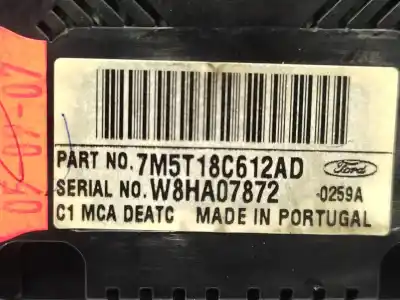 PART NO. 7M5T18C612AD Ford
SERIAL NO. W8HA07872 -0259A
C1 MCA DEATC MADE IN PORTUGAL